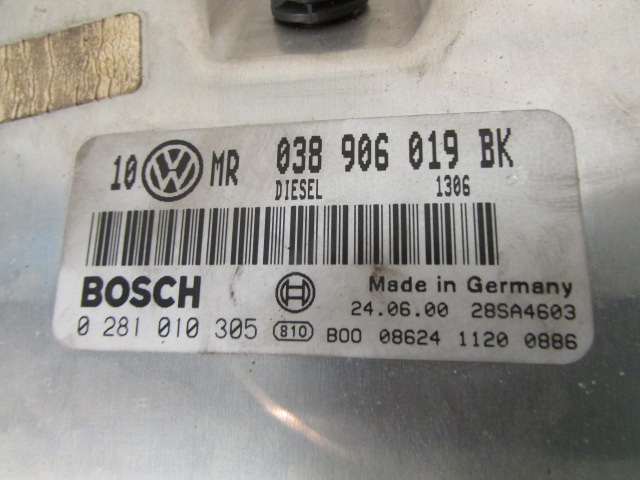 10 VW MR 038 906 019 BK
DIESEL 1306
BOSCH Made in Germany
24.06.00 28SA4603
0 281 010 305 810 B00 08624 1120 0886